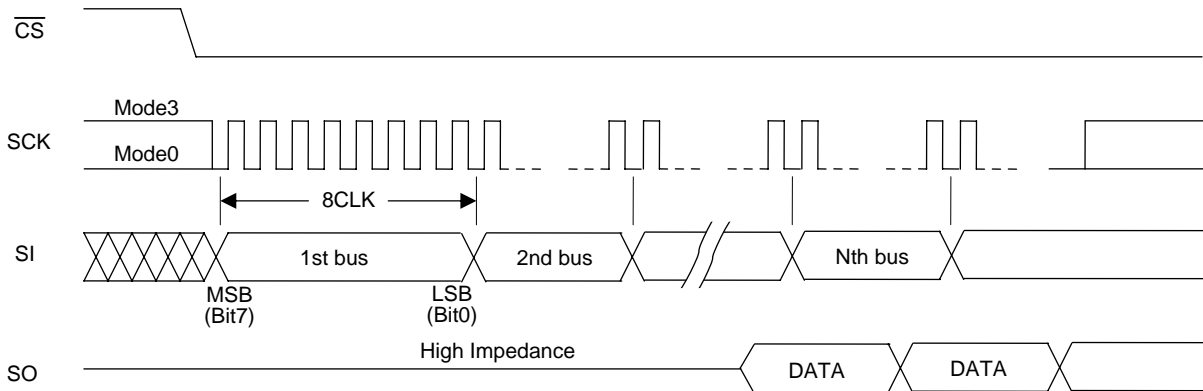 CS
Mode3
SCK
Mode0
8CLK
SI
1st bus
2nd bus
Nth bus
MSB
(Bit7)
LSB
(Bit0)
High Impedance
SO
DATA
DATA